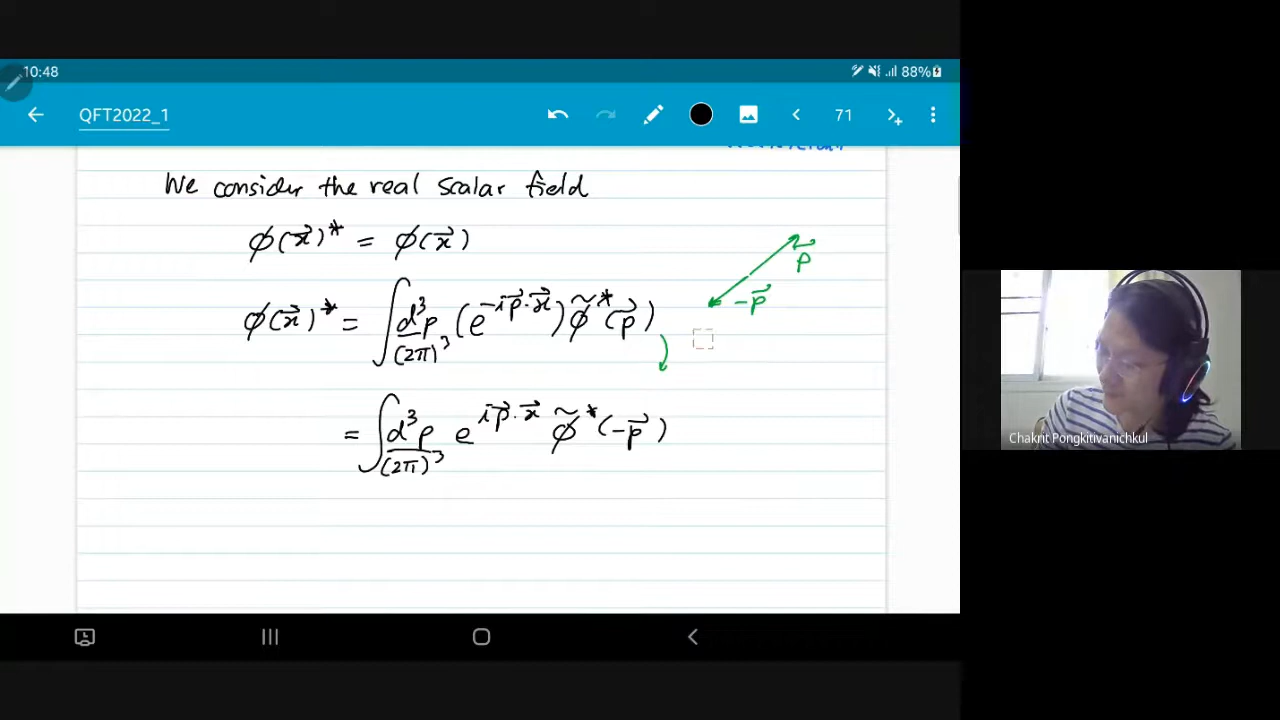 10:48
88%
QFT2022_1
71
We consider the real scalar field
ϕ(x⃗)* = ϕ(x⃗)
p⃗
-p⃗
ϕ(x⃗)* = ∫ d³p/(2π)³ (e^{-ip⃗·x⃗}) ϕ̃*(p⃗)
= ∫ d³p/(2π)³ e^{ip⃗·x⃗} ϕ̃*(-p⃗)
Chakrit Pongkitivanichkul